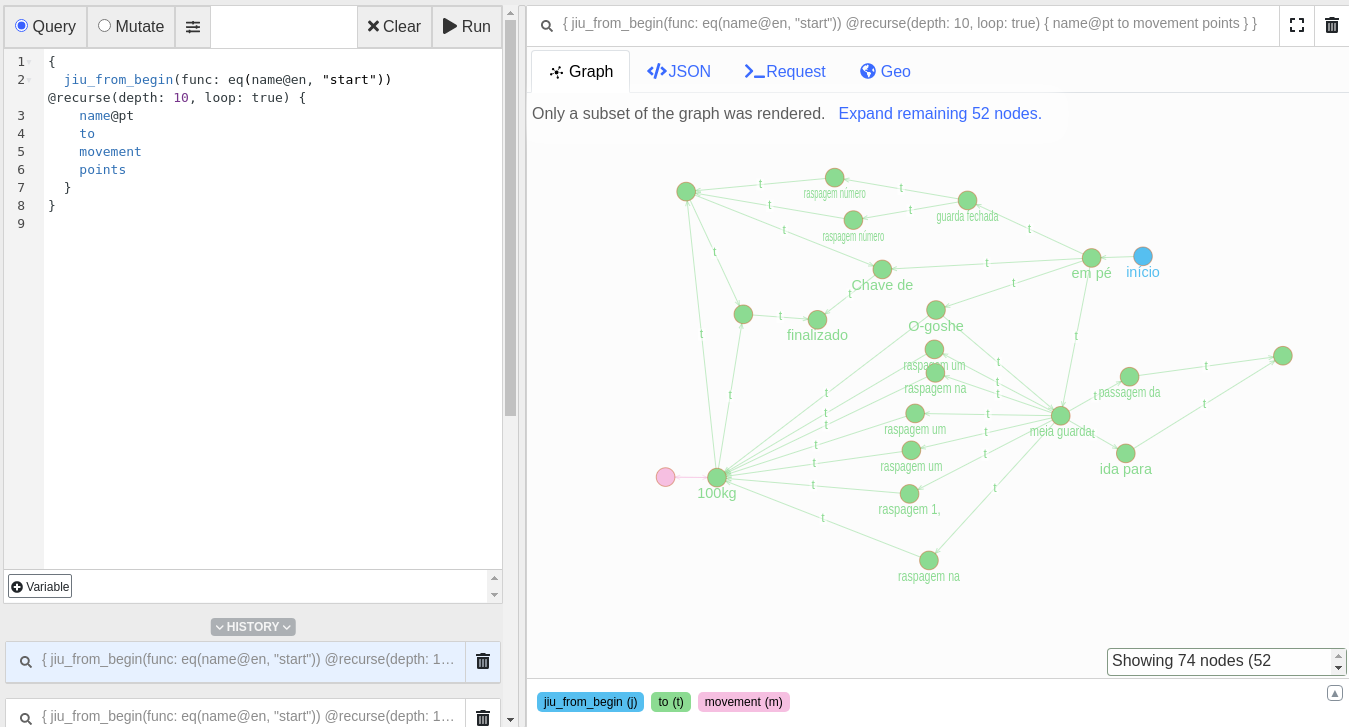 Query
Mutate
Clear
Run
1 {
2 jiu_from_begin(func: eq(name@en, "start"))
@recurse(depth: 10, loop: true) {
3 name@pt
4 to
5 movement
6 points
7 }
8 }
9
Variable
HISTORY
{ jiu_from_begin(func: eq(name@en, "start")) @recurse(depth: 1…
{ jiu_from_begin(func: eq(name@en, "start")) @recurse(depth: 1…
{ jiu_from_begin(func: eq(name@en, "start")) @recurse(depth: 10, loop: true) { name@pt to movement points } }
Graph
JSON
Request
Geo
Only a subset of the graph was rendered. Expand remaining 52 nodes.
t
raspagem número
t
guarda fechada
t
t
raspagem número
t
t
em pé
início
t
t
Chave de
t
t
t
O-goshe
t
finalizado
t
t
raspagem um
t
t
raspagem na
t
t
t
passagem da
t
t
t
t
raspagem um
t
meia guarda
t
t
t
raspagem um
t
t
ida para
100kg
t
raspagem 1,
t
t
raspagem na
Showing 74 nodes (52
jiu_from_begin (j)
to (t)
movement (m)